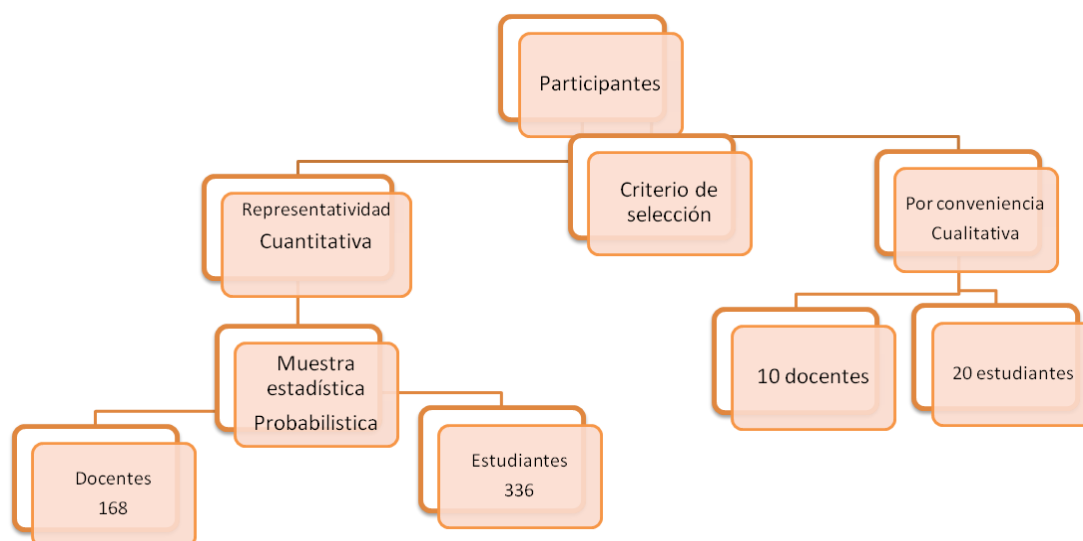 Participantes
Criterio de
selección
Representatividad
Cuantitativa
Por conveniencia
Cualitativa
Muestra
estadística
Probabilistica
10 docentes
20 estudiantes
Docentes
168
Estudiantes
336